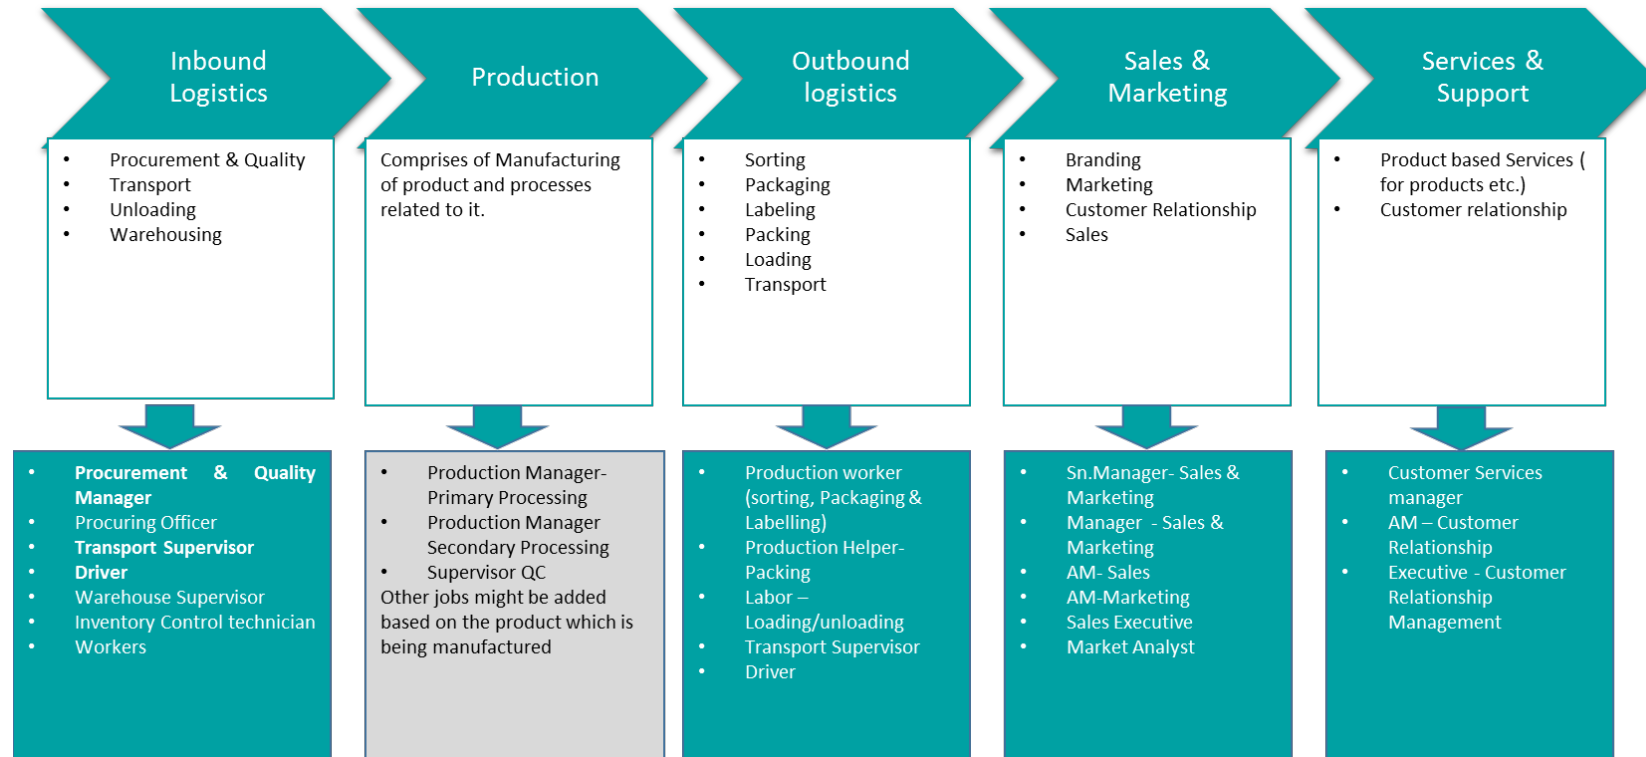 Inbound
Logistics
Production
Outbound
logistics
Sales &
Marketing
Services &
Support
• Procurement & Quality
• Transport
• Unloading
• Warehousing
Comprises of Manufacturing
of product and processes
related to it.
• Sorting
• Packaging
• Labeling
• Packing
• Loading
• Transport
• Branding
• Marketing
• Customer Relationship
• Sales
• Product based Services (
for products etc.)
• Customer relationship
• Procurement & Quality
Manager
• Procuring Officer
• Transport Supervisor
• Driver
• Warehouse Supervisor
• Inventory Control technician
• Workers
• Production Manager-
Primary Processing
• Production Manager
Secondary Processing
• Supervisor QC
Other jobs might be added
based on the product which is
being manufactured
• Production worker
(sorting, Packaging &
Labelling)
• Production Helper-
Packing
• Labor –
Loading/unloading
• Transport Supervisor
• Driver
• Sn.Manager- Sales &
Marketing
• Manager - Sales &
Marketing
• AM- Sales
• AM-Marketing
• Sales Executive
• Market Analyst
• Customer Services
manager
• AM – Customer
Relationship
• Executive - Customer
Relationship
Management